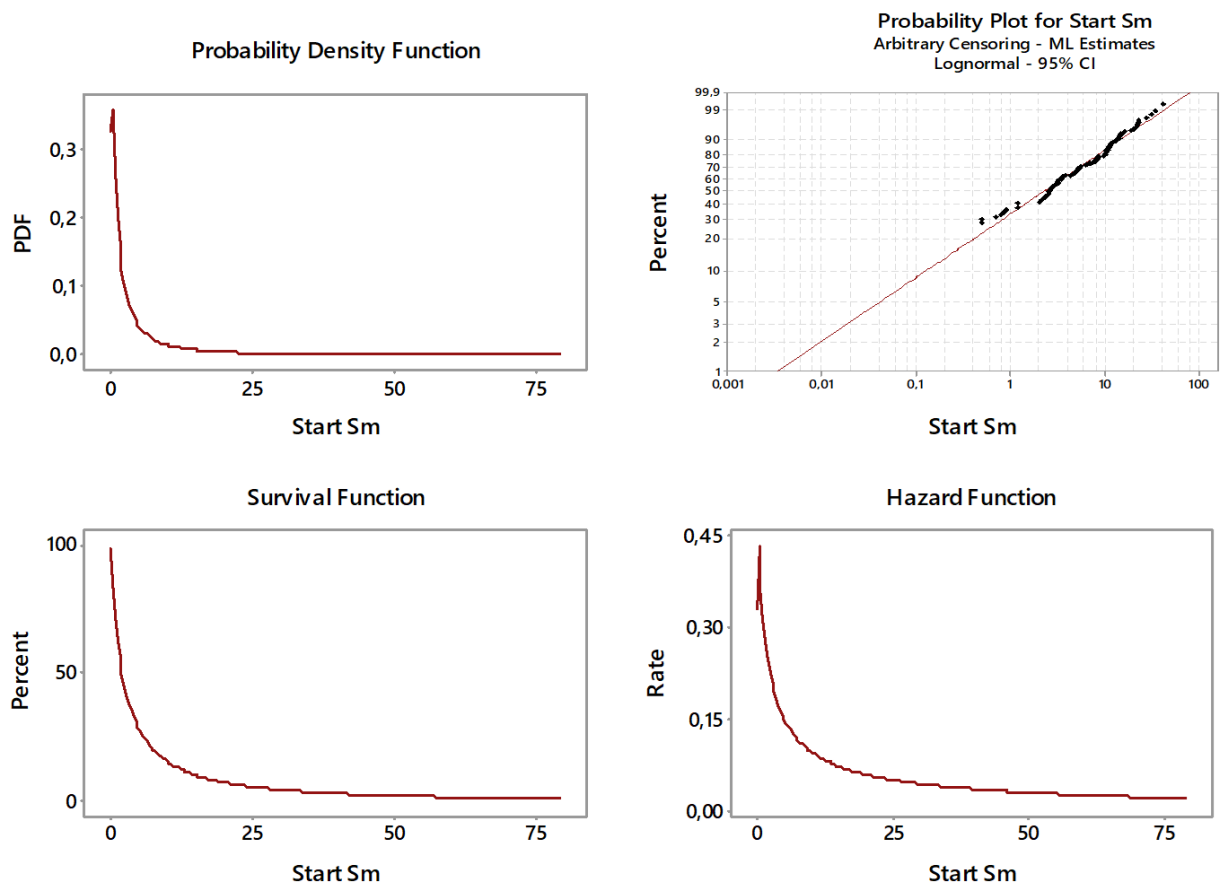 Probability Density Function
0,3
0,2
0,1
0,0
PDF
0 25 50 75
Start Sm
Probability Plot for Start Sm
Arbitrary Censoring - ML Estimates
Lognormal - 95% CI
99,9
99
90
80
70
60
50
40
30
20
10
5
3
2
1
Percent
0,001 0,01 0,1 1 10 100
Start Sm
Survival Function
100
50
0
Percent
0 25 50 75
Start Sm
Hazard Function
0,45
0,30
0,15
0,00
Rate
0 25 50 75
Start Sm